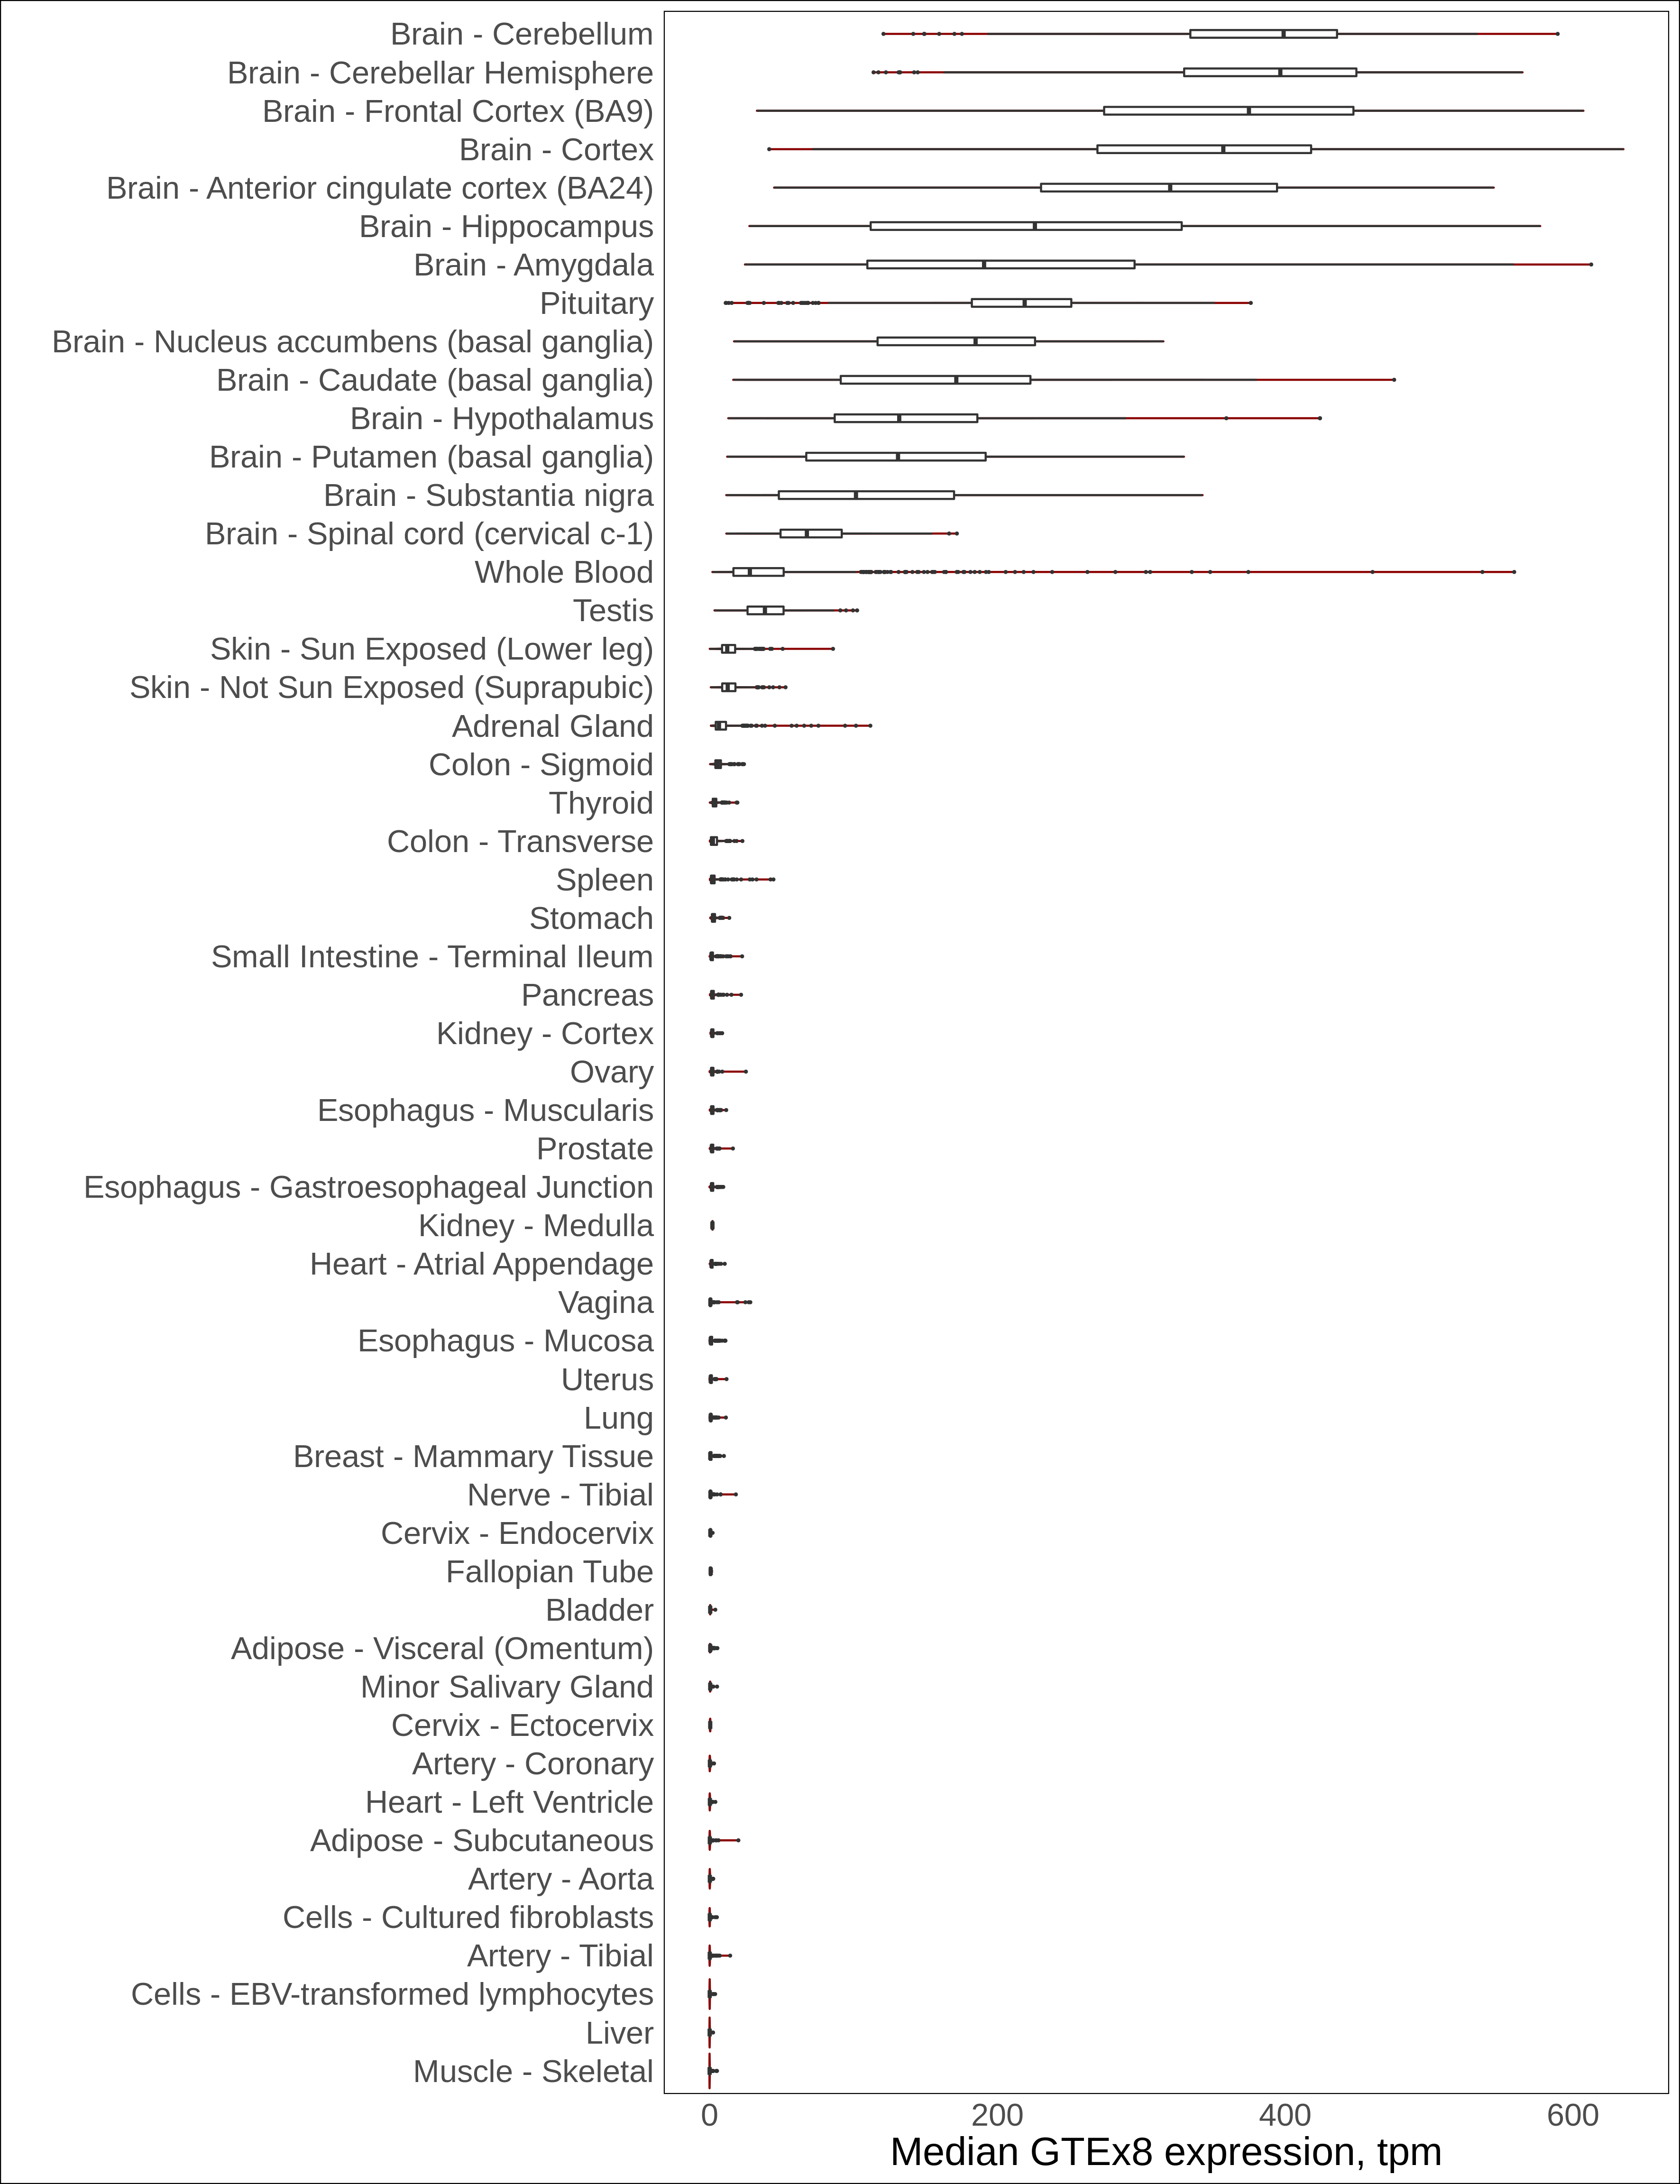 Brain - Cerebellum
Brain - Cerebellar Hemisphere
Brain - Frontal Cortex (BA9)
Brain - Cortex
Brain - Anterior cingulate cortex (BA24)
Brain - Hippocampus
Brain - Amygdala
Pituitary
Brain - Nucleus accumbens (basal ganglia)
Brain - Caudate (basal ganglia)
Brain - Hypothalamus
Brain - Putamen (basal ganglia)
Brain - Substantia nigra
Brain - Spinal cord (cervical c-1)
Whole Blood
Testis
Skin - Sun Exposed (Lower leg)
Skin - Not Sun Exposed (Suprapubic)
Adrenal Gland
Colon - Sigmoid
Thyroid
Colon - Transverse
Spleen
Stomach
Small Intestine - Terminal Ileum
Pancreas
Kidney - Cortex
Ovary
Esophagus - Muscularis
Prostate
Esophagus - Gastroesophageal Junction
Kidney - Medulla
Heart - Atrial Appendage
Vagina
Esophagus - Mucosa
Uterus
Lung
Breast - Mammary Tissue
Nerve - Tibial
Cervix - Endocervix
Fallopian Tube
Bladder
Adipose - Visceral (Omentum)
Minor Salivary Gland
Cervix - Ectocervix
Artery - Coronary
Heart - Left Ventricle
Adipose - Subcutaneous
Artery - Aorta
Cells - Cultured fibroblasts
Artery - Tibial
Cells - EBV-transformed lymphocytes
Liver
Muscle - Skeletal
0 200 400 600
Median GTEx8 expression, tpm